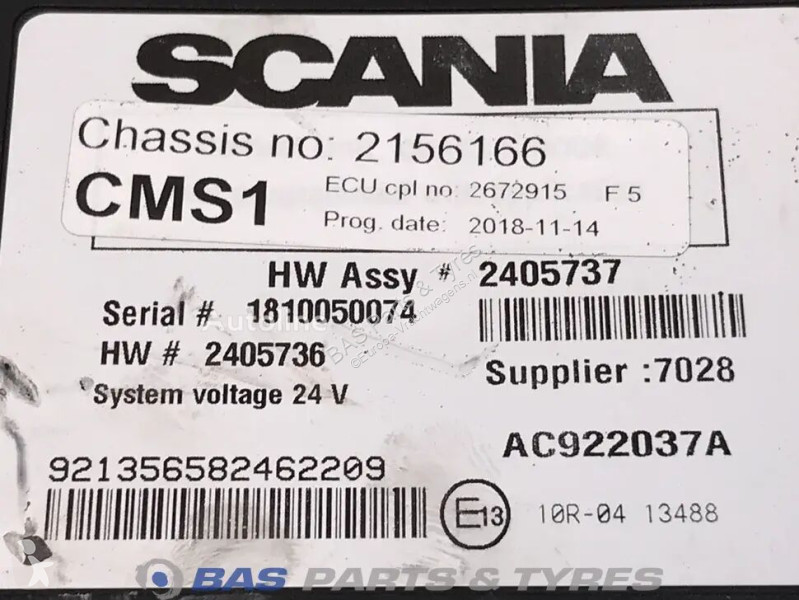 SCANIA
Chassis no: 2156166
CMS1
ECU cpl no: 2672915 F 5
Prog. date: 2018-11-14
HW Assy # 2405737
Serial # 1810050074
HW # 2405736
Supplier :7028
System voltage 24 V
AC922037A
921356582462209
E13
10R-04 13488
BAS PARTS & TYRES